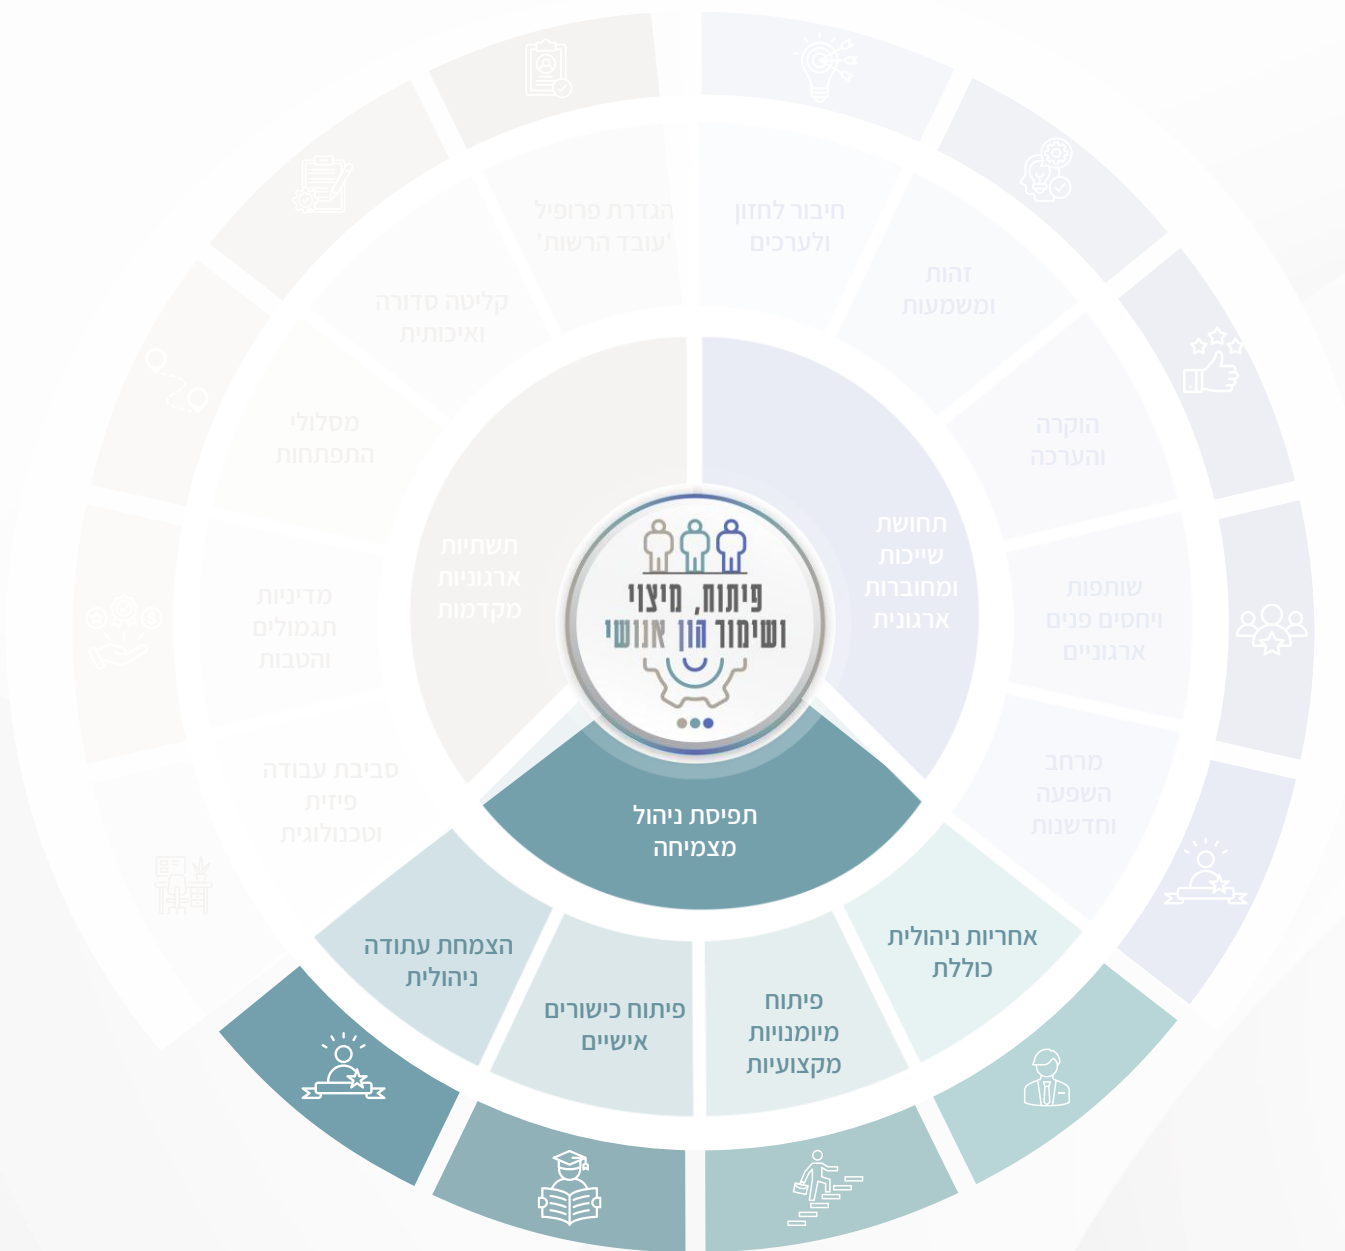 הגדרת פרופיל
'עובד הרשות'
חיבור לחזון
ולערכים
זהות
ומשמעות
הוקרה
והערכה
שותפות
ויחסים פנים
ארגוניים
מרחב
השפעה
וחדשנות
קליטה סדורה
ואיכותית
מסלולי
התפתחות
מדיניות
תגמולים
והטבות
סביבת עבודה
פיזית
וטכנולוגית
תחושת
שייכות
ומחוברות
ארגונית
תשתיות
ארגוניות
מקדמות
פיתוח, מיצוי
ושימור הון אנושי
תפיסת ניהול
מצמיחה
אחריות ניהולית
כוללת
פיתוח
מיומנויות
מקצועיות
פיתוח כישורים
אישיים
הצמחת עתודה
ניהולית